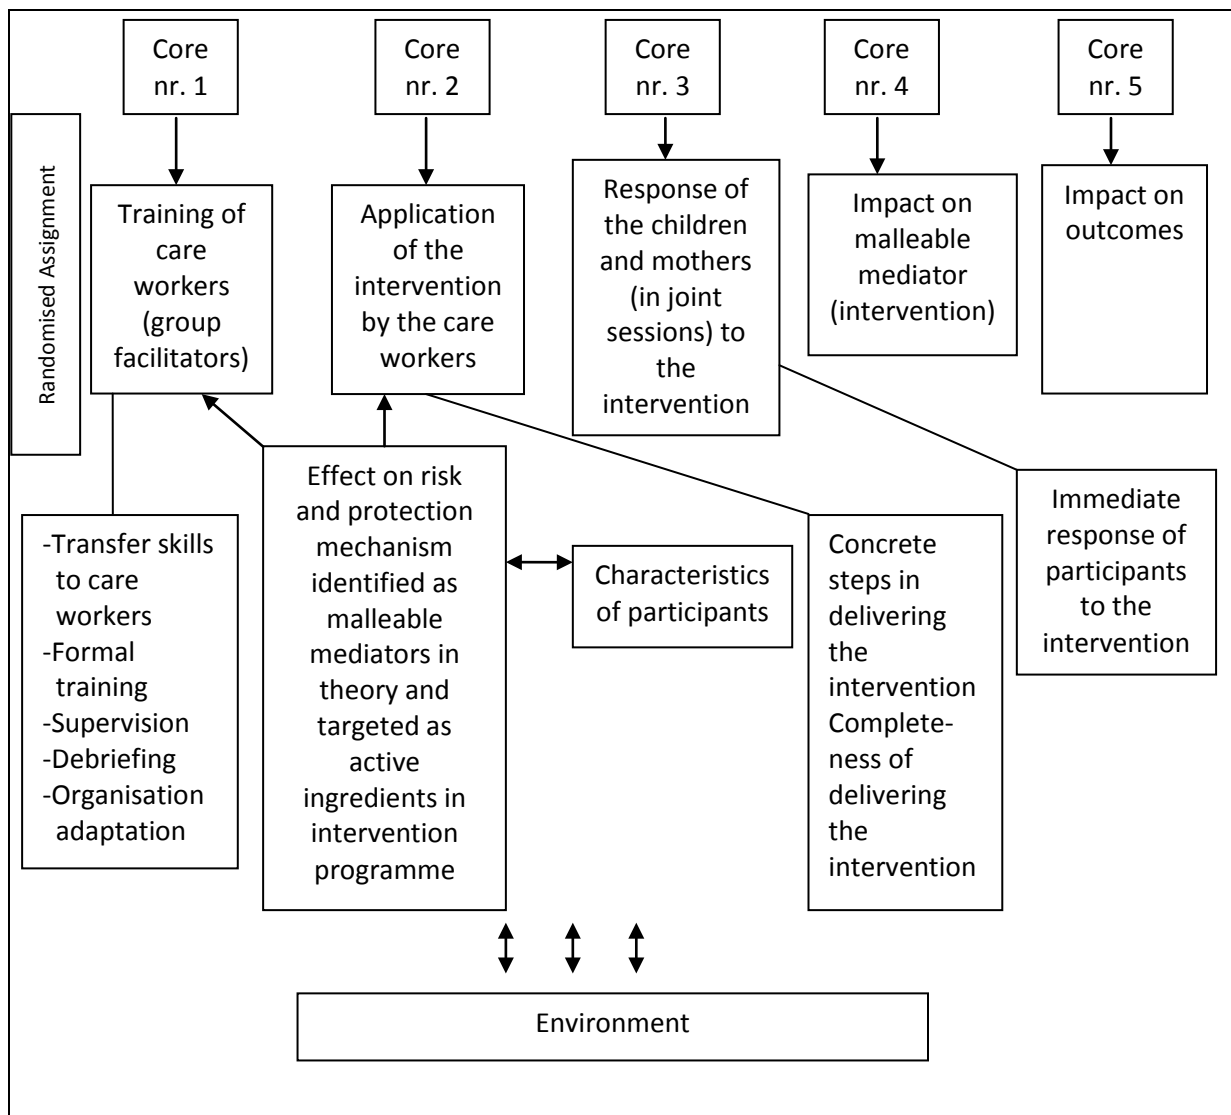 Core
nr. 1
Core
nr. 2
Core
nr. 3
Core
nr. 4
Core
nr. 5
Randomised Assignment
Training of
care
workers
(group
facilitators)
Application
of the
intervention
by the care
workers
Response of
the children
and mothers
(in joint
sessions) to
the
intervention
Impact on
malleable
mediator
(intervention)
Impact on
outcomes
-Transfer skills
to care
workers
-Formal
training
-Supervision
-Debriefing
-Organisation
adaptation
Effect on risk
and protection
mechanism
identified as
malleable
mediators in
theory and
targeted as
active
ingredients in
intervention
programme
Characteristics
of participants
Concrete
steps in
delivering
the
intervention
Complete-
ness of
delivering
the
intervention
Immediate
response of
participants
to the
intervention
Environment